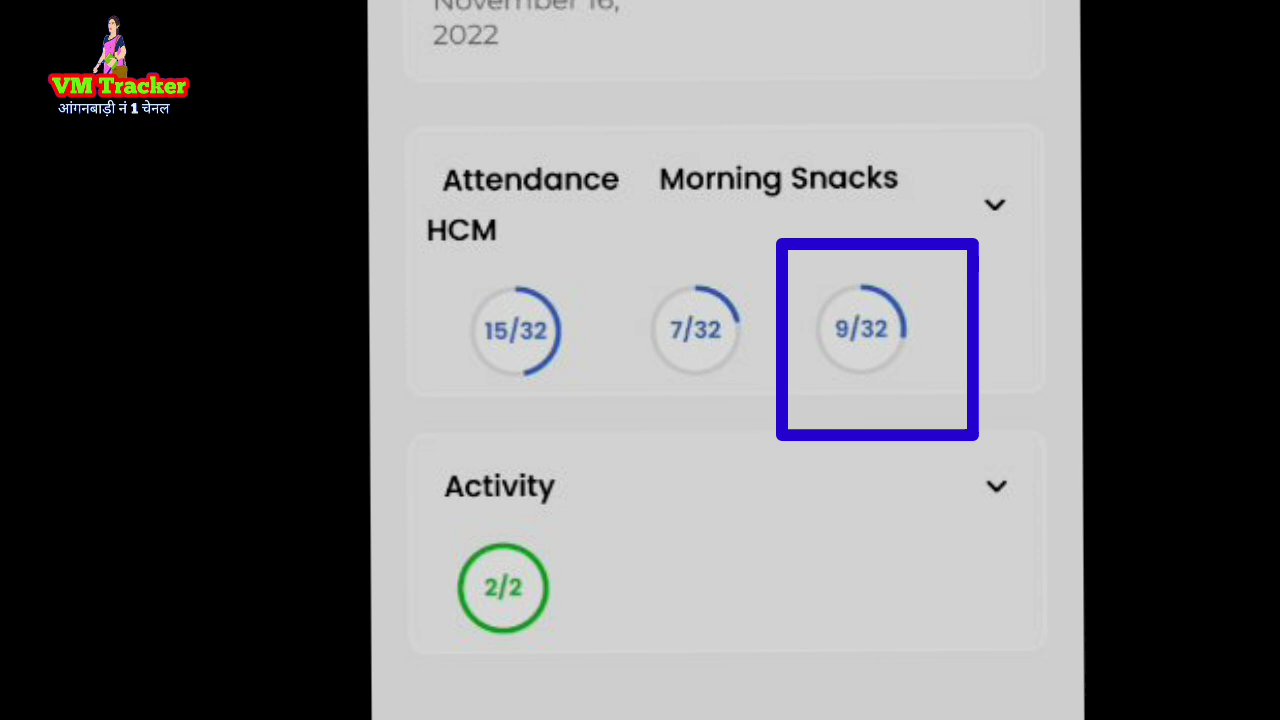 VM Tracker
आंगनबाड़ी नं 1 चेनल
November 16,
2022
Attendance Morning Snacks
HCM
15/32 7/32 9/32
Activity
2/2